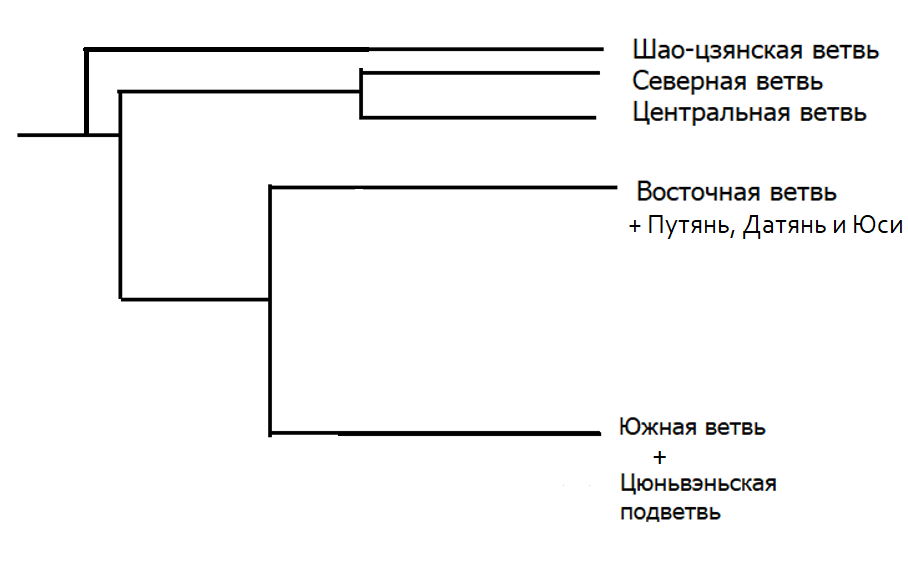 Шао-цзянская ветвь
Северная ветвь
Центральная ветвь
Восточная ветвь
+ Путянь, Датянь и Юси
Южная ветвь
+
Цюньвэньская
подветвь